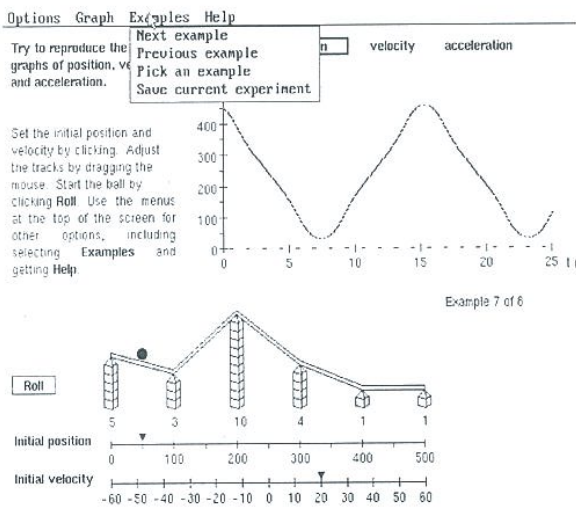 Options Graph Examples Help
Next example
Previous example
Pick an example
Save current experiment
Try to reproduce the
graphs of position, ve
and acceleration.
n velocity acceleration
Set the initial position and
velocity by clicking. Adjust
the tracks by dragging the
mouse. Start the ball by
clicking Roll. Use the menus
at the top of the screen for
other options, including
selecting Examples and
getting Help.
400
300
200
100
0
0 5 10 15 20 25 t
Example 7 of 6
Roll
5 3 10 4 1 1
Initial position
0 100 200 300 400 500
Initial velocity
-60 -50 -40 -30 -20 -10 0 10 20 30 40 50 60